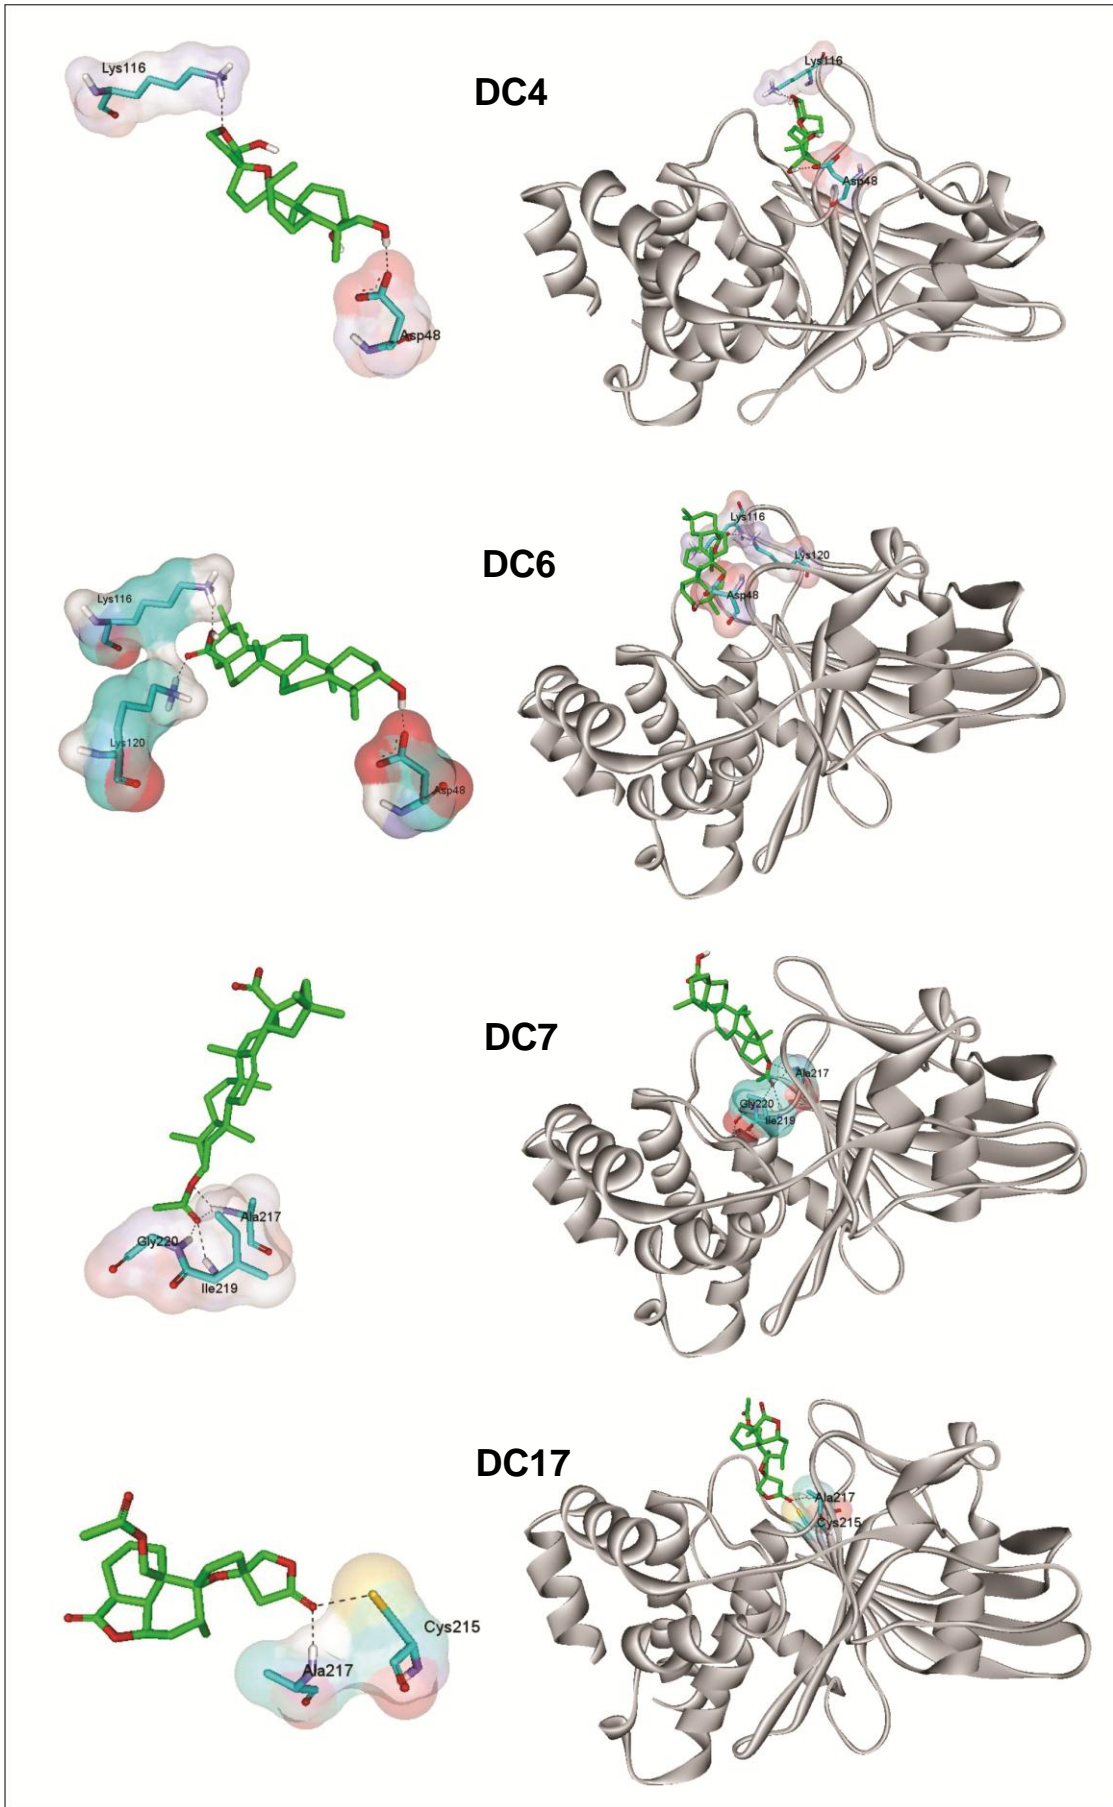 Lys116
DC4
Lys116
Asp48
Asp48
DC6
Lys116
Lys120
Asp48
Lys116
Lys120
Asp48
DC7
Ala217
Gly220
Ile219
Ala217
Gly220
Ile219
DC17
Ala217
Cys215
Cys215
Ala217